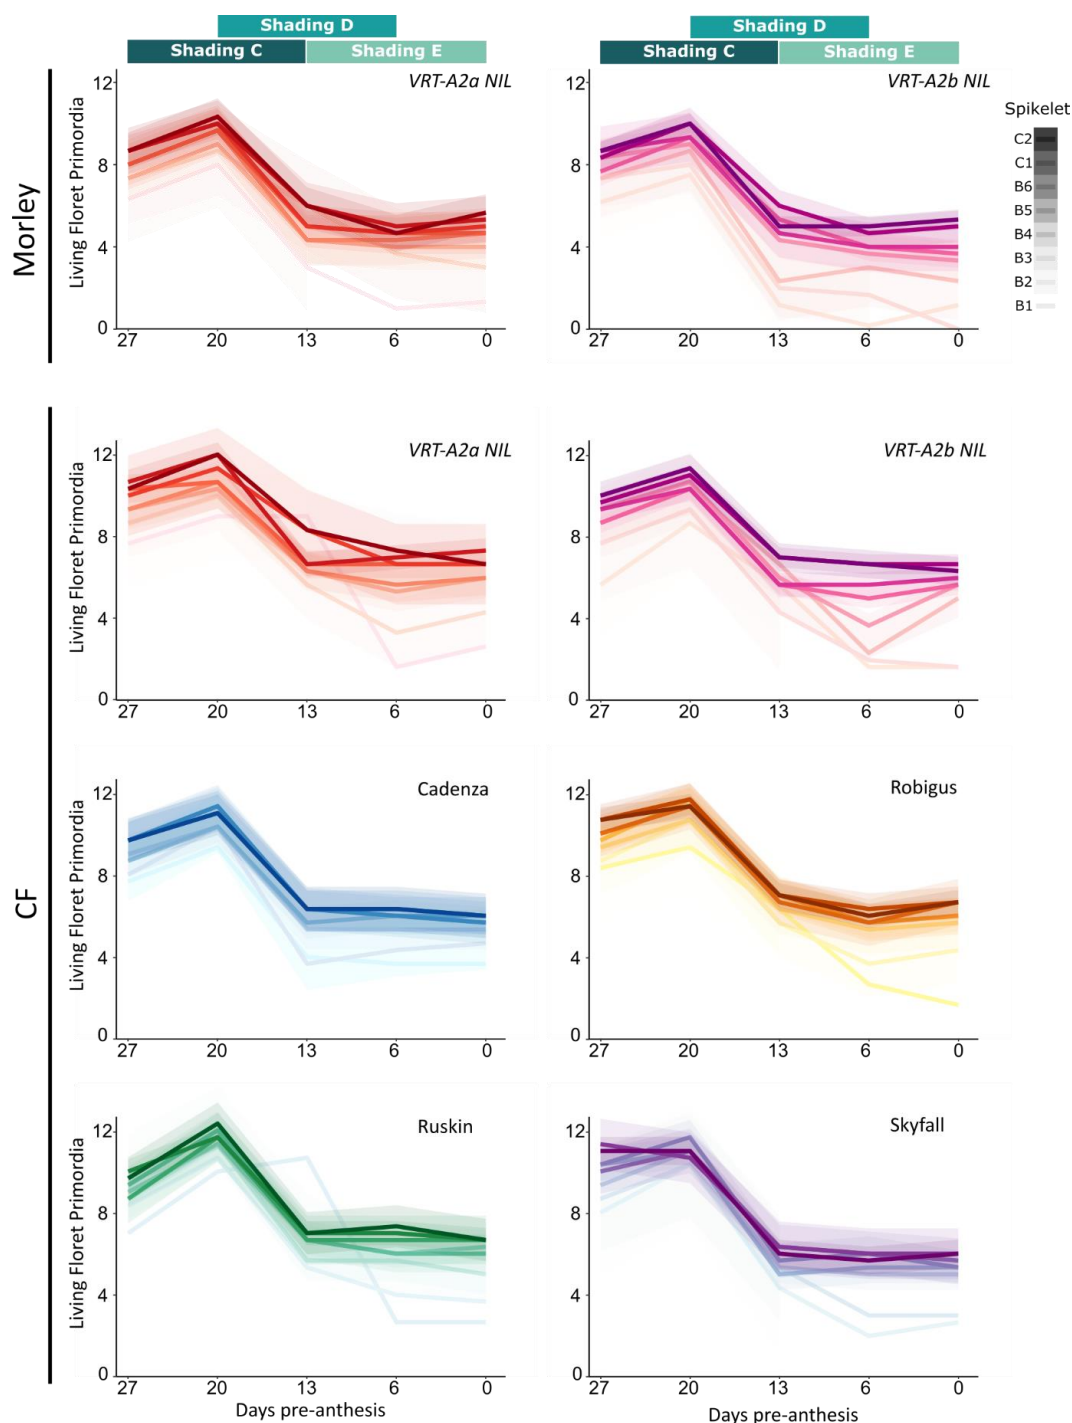 Shading D
Shading C Shading E
Shading D
Shading C Shading E
Morley
Living Floret Primordia
VRT-A2a NIL
12
8
4
0
27 20 13 6 0
VRT-A2b NIL
12
8
4
0
27 20 13 6 0
Spikelet
C2
C1
B6
B5
B4
B3
B2
B1
CF
Living Floret Primordia
VRT-A2a NIL
12
8
4
0
27 20 13 6 0
VRT-A2b NIL
12
8
4
0
27 20 13 6 0
Living Floret Primordia
Cadenza
12
8
4
0
27 20 13 6 0
Robigus
12
8
4
0
27 20 13 6 0
Living Floret Primordia
Ruskin
12
8
4
0
27 20 13 6 0
Days pre-anthesis
Skyfall
12
8
4
0
27 20 13 6 0
Days pre-anthesis